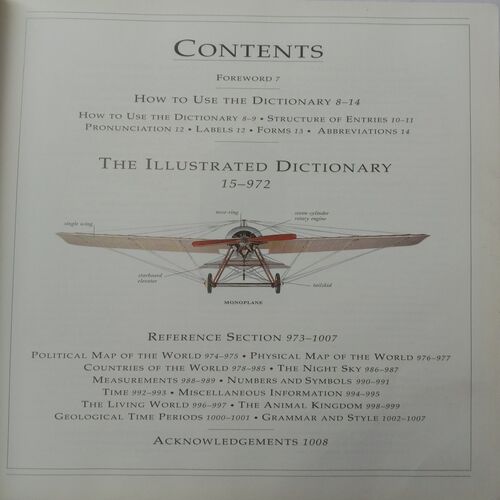 CONTENTS
FOREWORD 7
HOW TO USE THE DICTIONARY 8–14
HOW TO USE THE DICTIONARY 8–9 • STRUCTURE OF ENTRIES 10–11
PRONUNCIATION 12 • LABELS 12 • FORMS 13 • ABBREVIATIONS 14
THE ILLUSTRATED DICTIONARY
15–972
nose-ring
seven-cylinder
rotary engine
single wing
starboard
elevator
tailskid
MONOPLANE
REFERENCE SECTION 973–1007
POLITICAL MAP OF THE WORLD 974–975 • PHYSICAL MAP OF THE WORLD 976–977
COUNTRIES OF THE WORLD 978–985 • THE NIGHT SKY 986–987
MEASUREMENTS 988–989 • NUMBERS AND SYMBOLS 990–991
TIME 992–993 • MISCELLANEOUS INFORMATION 994–995
THE LIVING WORLD 996–997 • THE ANIMAL KINGDOM 998–999
GEOLOGICAL TIME PERIODS 1000–1001 • GRAMMAR AND STYLE 1002–1007
ACKNOWLEDGEMENTS 1008